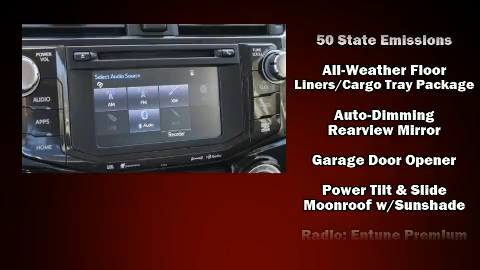 POWER
VOL
AUDIO
APPS
HOME
Select Audio Source
AM
FM
XM
Audio
TUNE
SCROLL
50 State Emissions
All-Weather Floor
Liners/Cargo Tray Package
Auto-Dimming
Rearview Mirror
Garage Door Opener
Power Tilt & Slide
Moonroof w/Sunshade
Radio: Entune Premium